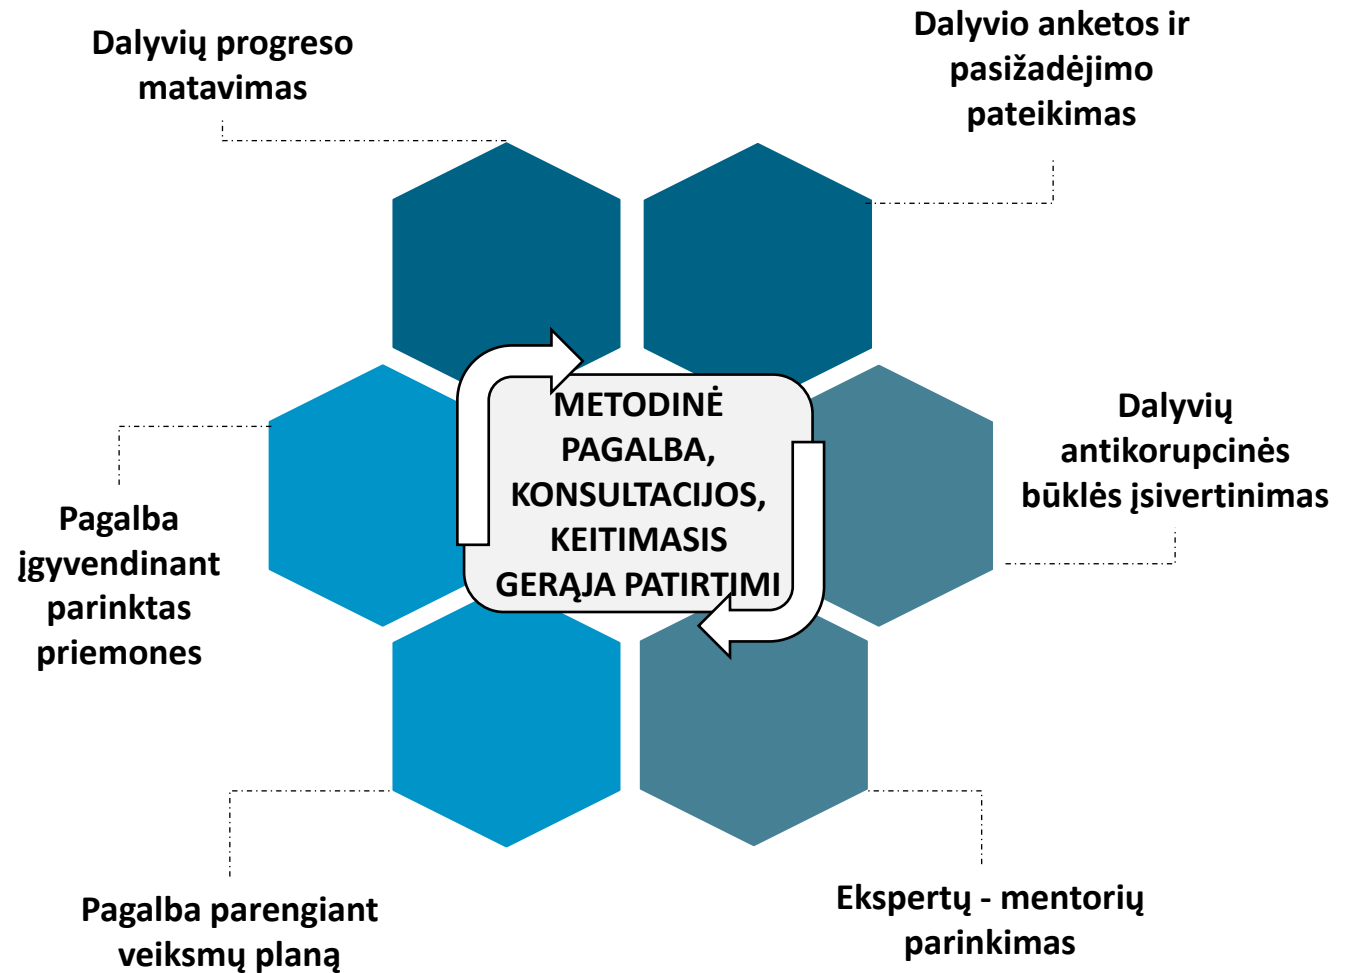 Dalyvių progreso
matavimas
Dalyvio anketos ir
pasižadėjimo
pateikimas
METODINĖ
PAGALBA,
KONSULTACIJOS,
KEITIMASIS
GERĄJA PATIRTIMI
Dalyvių
antikorupcinės
būklės įsivertinimas
Pagalba
įgyvendinant
parinktas
priemones
Pagalba parengiant
veiksmų planą
Ekspertų - mentorių
parinkimas